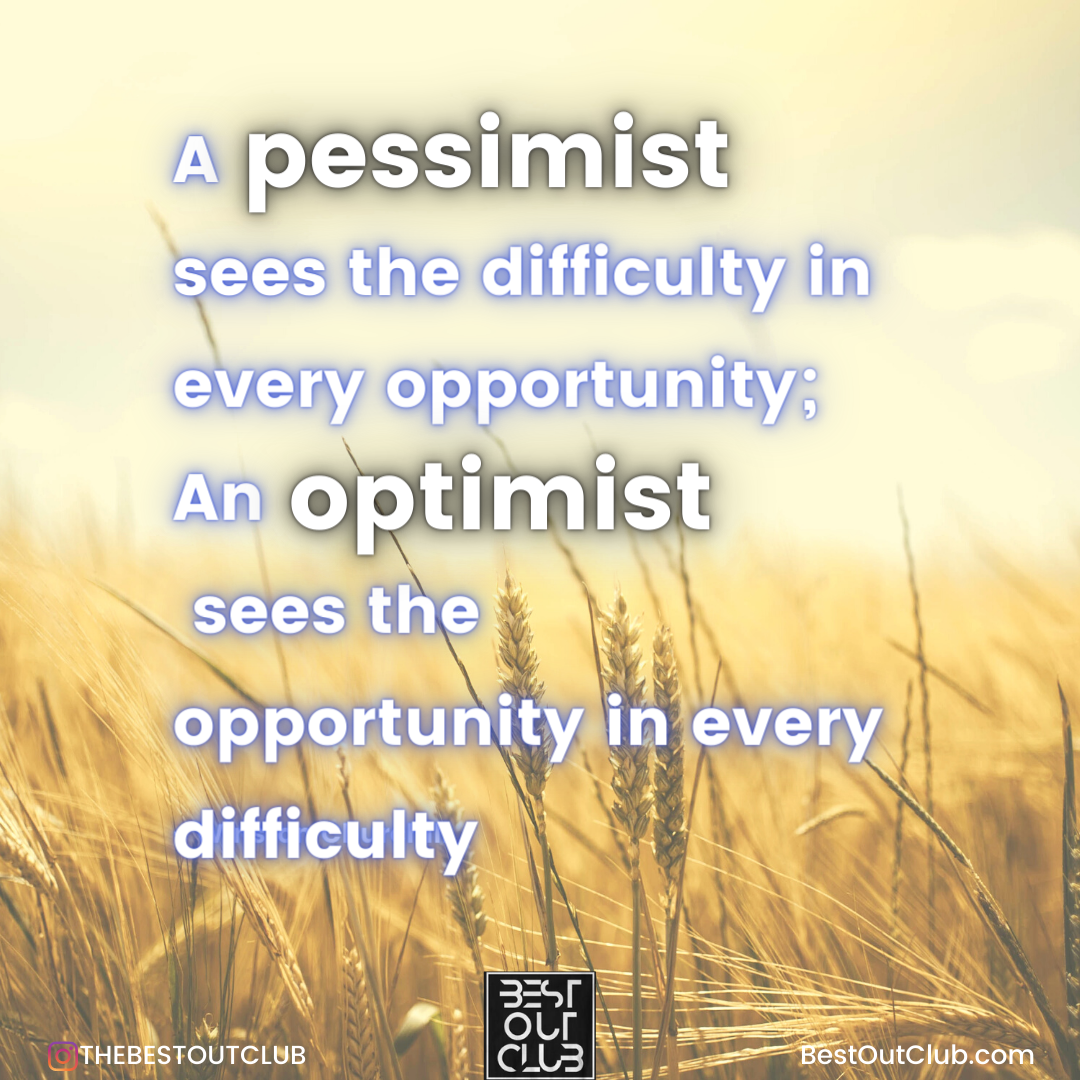 A pessimist
sees the difficulty in
every opportunity;
An optimist
sees the
opportunity in every
difficulty
BEST
OUT
CLUB
THEBESTOUTCLUB
BestOutClub.com